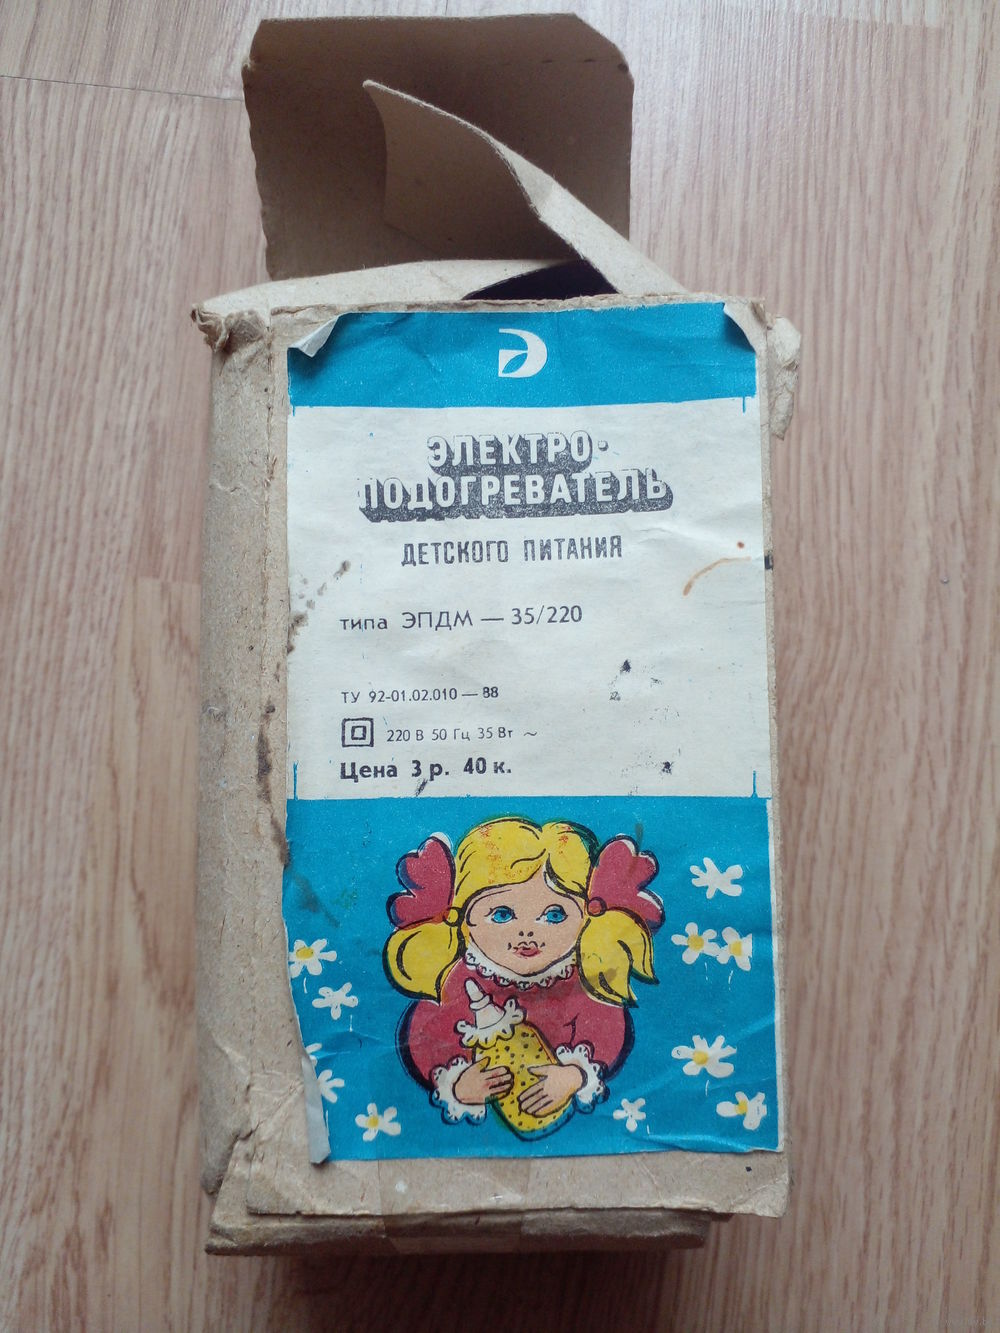 ЭЛЕКТРО-
ПОДОГРЕВАТЕЛЬ
ДЕТСКОГО ПИТАНИЯ
типа ЭПДМ — 35/220
ТУ 92-01.02.010 — 88
220 В 50 Гц 35 Вт ~
Цена 3 р. 40 к.